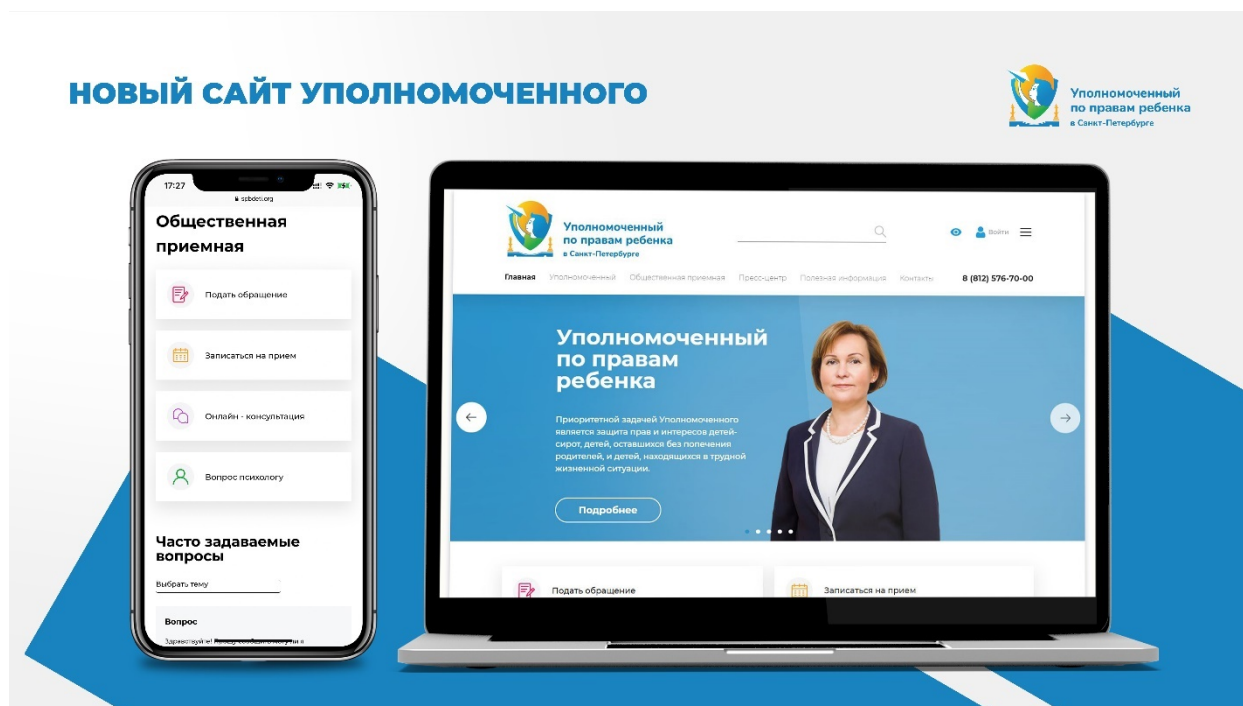 НОВЫЙ САЙТ УПОЛНОМОЧЕННОГО
Уполномоченный
по правам ребенка
в Санкт-Петербурге
17:27
spbdeti.org
Общественная
приемная
Подать обращение
Записаться на прием
Онлайн - консультация
Вопрос психологу
Часто задаваемые
вопросы
Выбрать тему
Вопрос
Здравствуйте!
Уполномоченный
по правам ребенка
в Санкт-Петербурге
Войти
Главная Уполномоченный Общественная приемная Пресс-центр Полезная информация Контакты 8 (812) 576-70-00
Уполномоченный
по правам
ребенка
Приоритетной задачей Уполномоченного
является защита прав и интересов детей-
сирот, детей, оставшихся без попечения
родителей, и детей, находящихся в трудной
жизненной ситуации.
Подробнее
Подать обращение
Записаться на прием